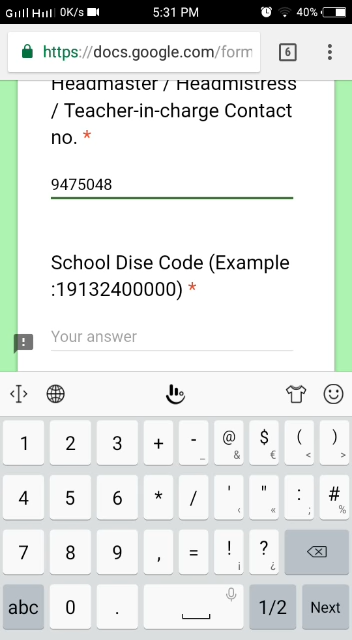 G H 0K/s 5:31 PM 40%
https://docs.google.com/form 6
Headmaster / Headmistress
/ Teacher-in-charge Contact
no. *
9475048
School Dise Code (Example
:19132400000) *
Your answer
1 2 3 + - _ @ & $ € ( < ) >
4 5 6 * / ' ‹ " « : ; # %
7 8 9 , = ! ¡ ? ¿
abc 0 . 1/2 Next